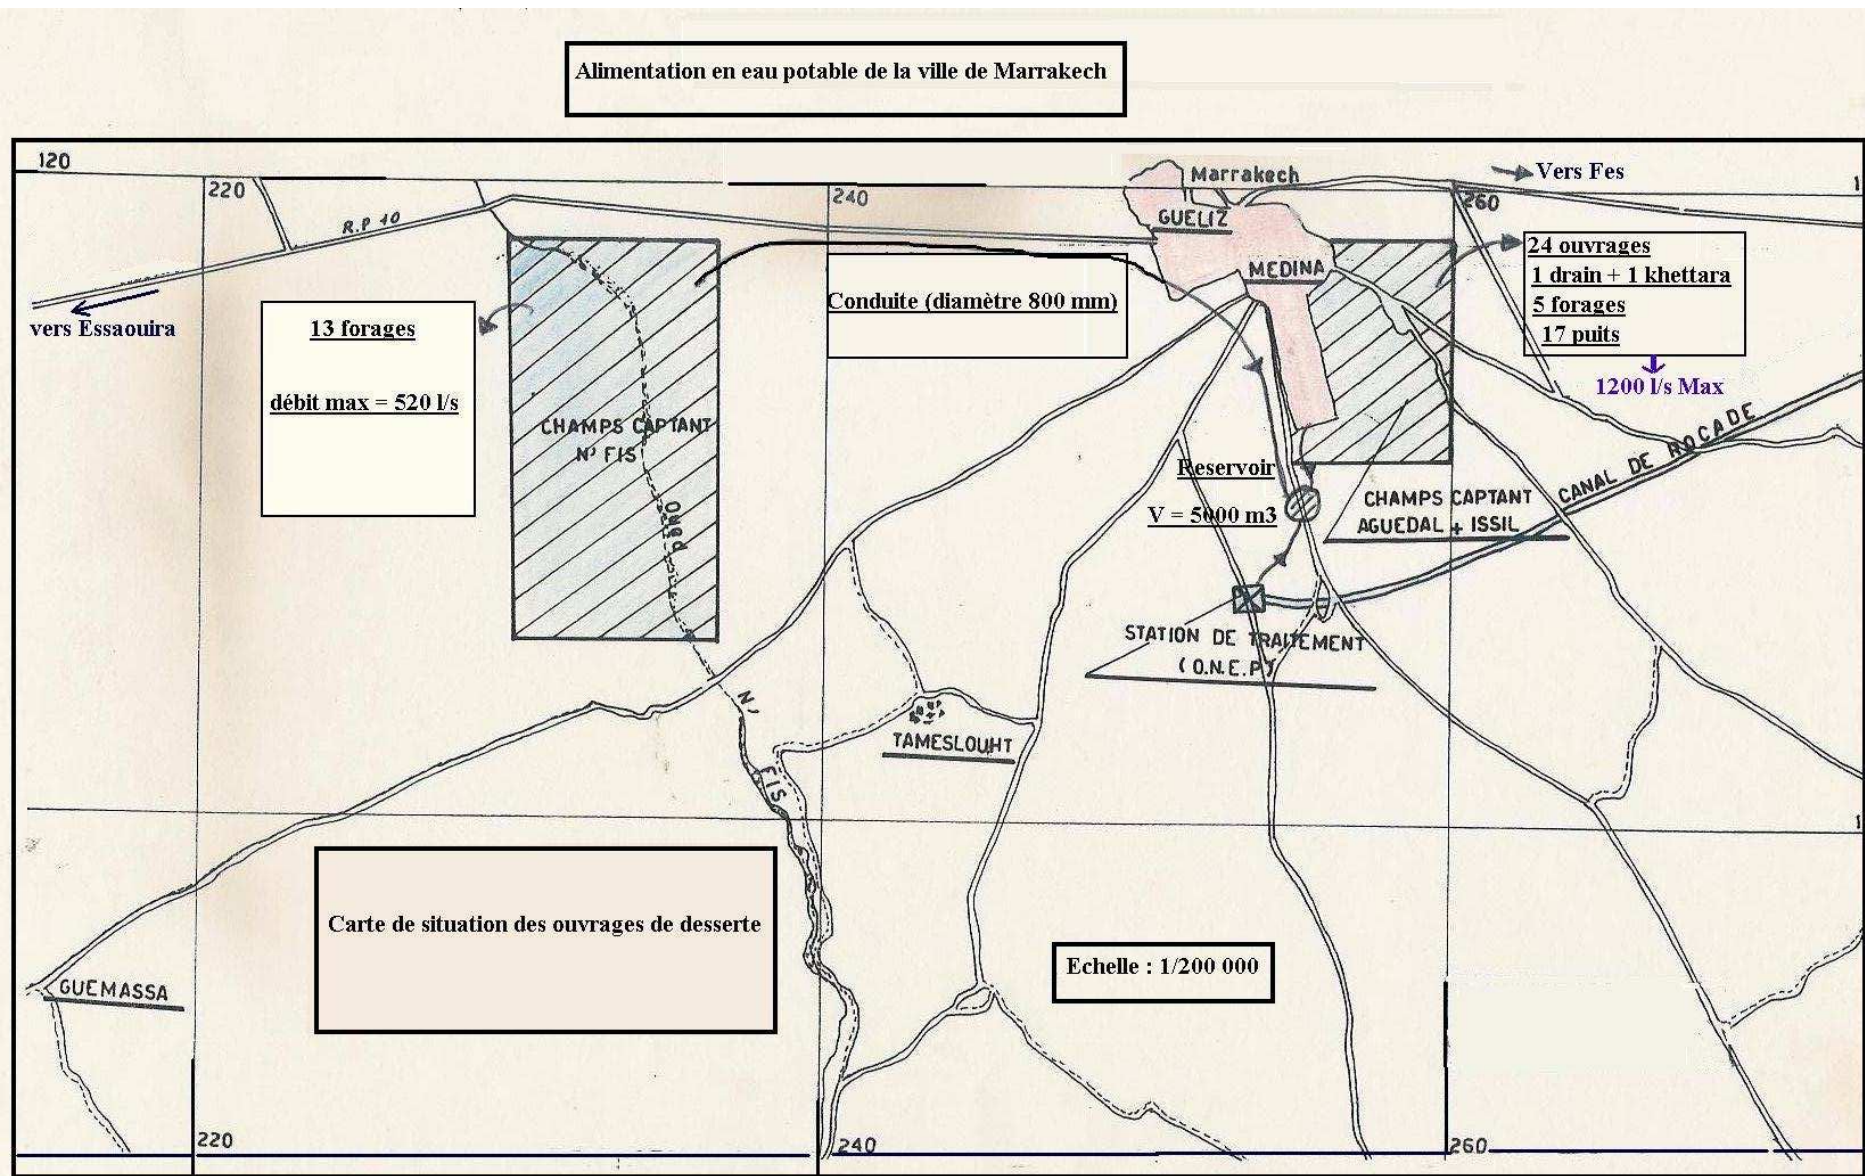 Alimentation en eau potable de la ville de Marrakech
120
220
R.P 10
240
Marrakech
GUELIZ
MEDINA
260
Vers Fes
1
vers Essaouira
13 forages
débit max = 520 l/s
CHAMPS CAPTANT
N' FIS
Oued
N'
FIS
Conduite (diamètre 800 mm)
24 ouvrages
1 drain + 1 khettara
5 forages
17 puits
1200 l/s Max
CANAL DE ROCADE
Reservoir
V = 5000 m3
CHAMPS CAPTANT
AGUEDAL + ISSIL
STATION DE TRAITEMENT
(O.N.E.P)
TAMESLOUHT
1
Carte de situation des ouvrages de desserte
Echelle : 1/200 000
GUEMASSA
220
240
260